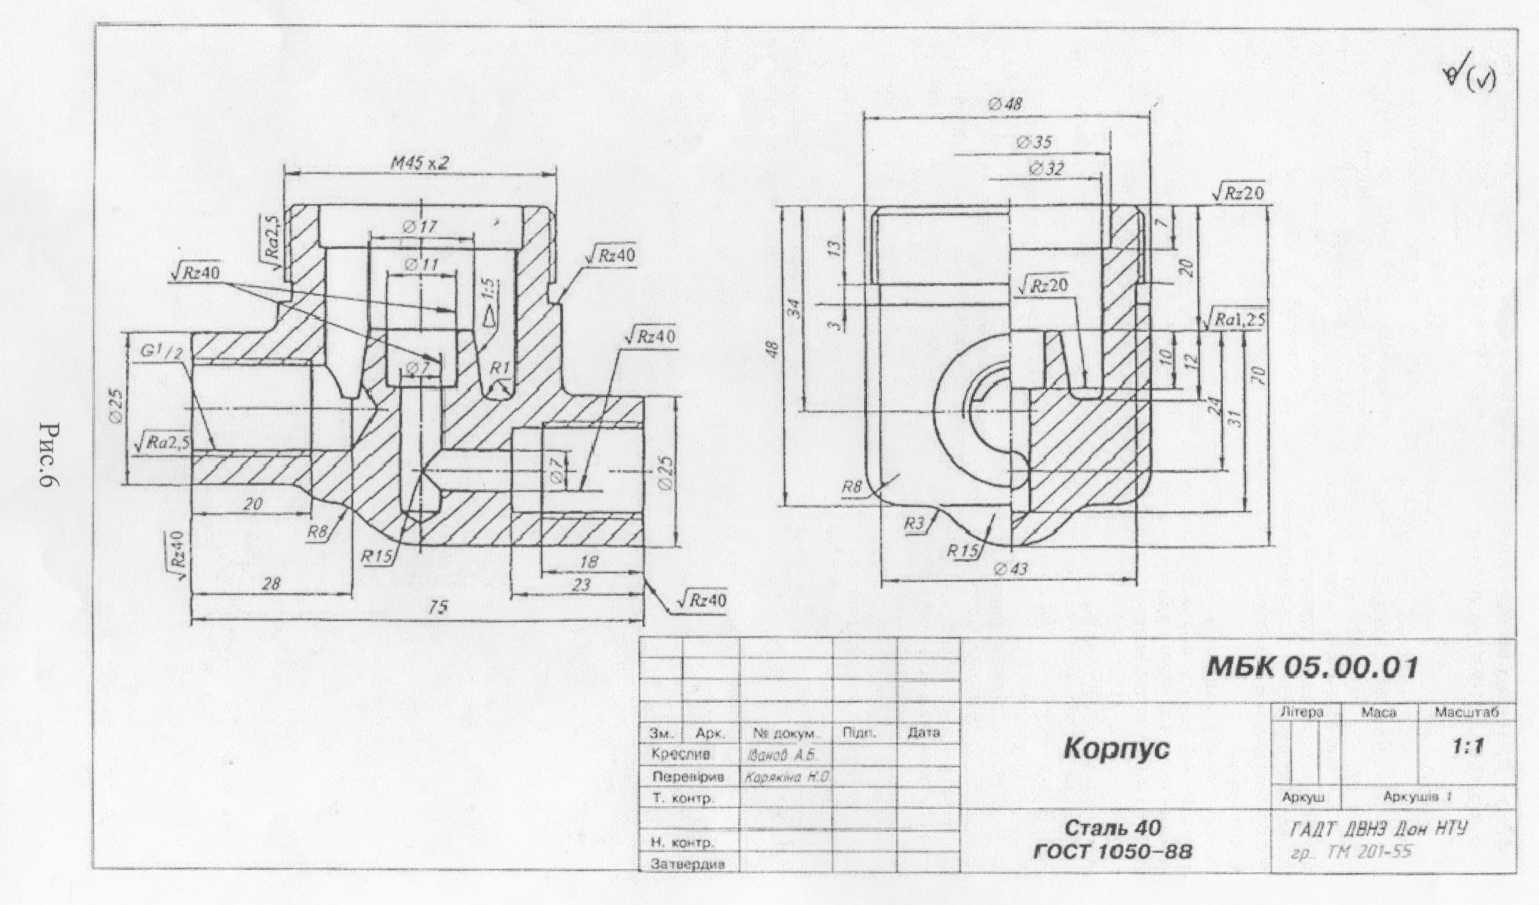 Рис.6
(√)
M45 x2
Ø17
Ø11
√Ra2,5
√Rz40
√Rz40
1:5
√Rz40
G1/2
Ø7
R1
Ø25
√Ra2,5
Ø7
Ø25
20
R8
R15
18
√Rz40
28
23
75
√Rz40
Ø48
Ø35
Ø32
√Rz20
13
7
20
√Rz20
34
3
√Ra1,25
48
10
12
70
24
31
R8
R3
R15
Ø43
МБК 05.00.01
Літера Маса Масштаб
Зм. Арк. № докум. Підп. Дата
Креслив Іванов А.Б.
Корпус
1:1
Перевірив Карякіна Н.О.
Т. контр.
Аркуш Аркушів 1
Сталь 40
ГОСТ 1050-88
ГАДТ ДВНЗ Дон НТУ
гр. ТМ 201-55
Н. контр.
Затвердив